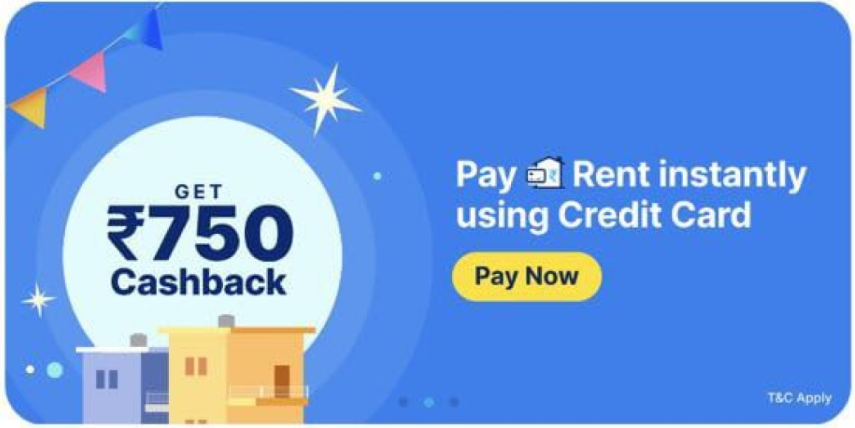 GET
₹750
Cashback
Pay Rent instantly
using Credit Card
Pay Now
T&C Apply